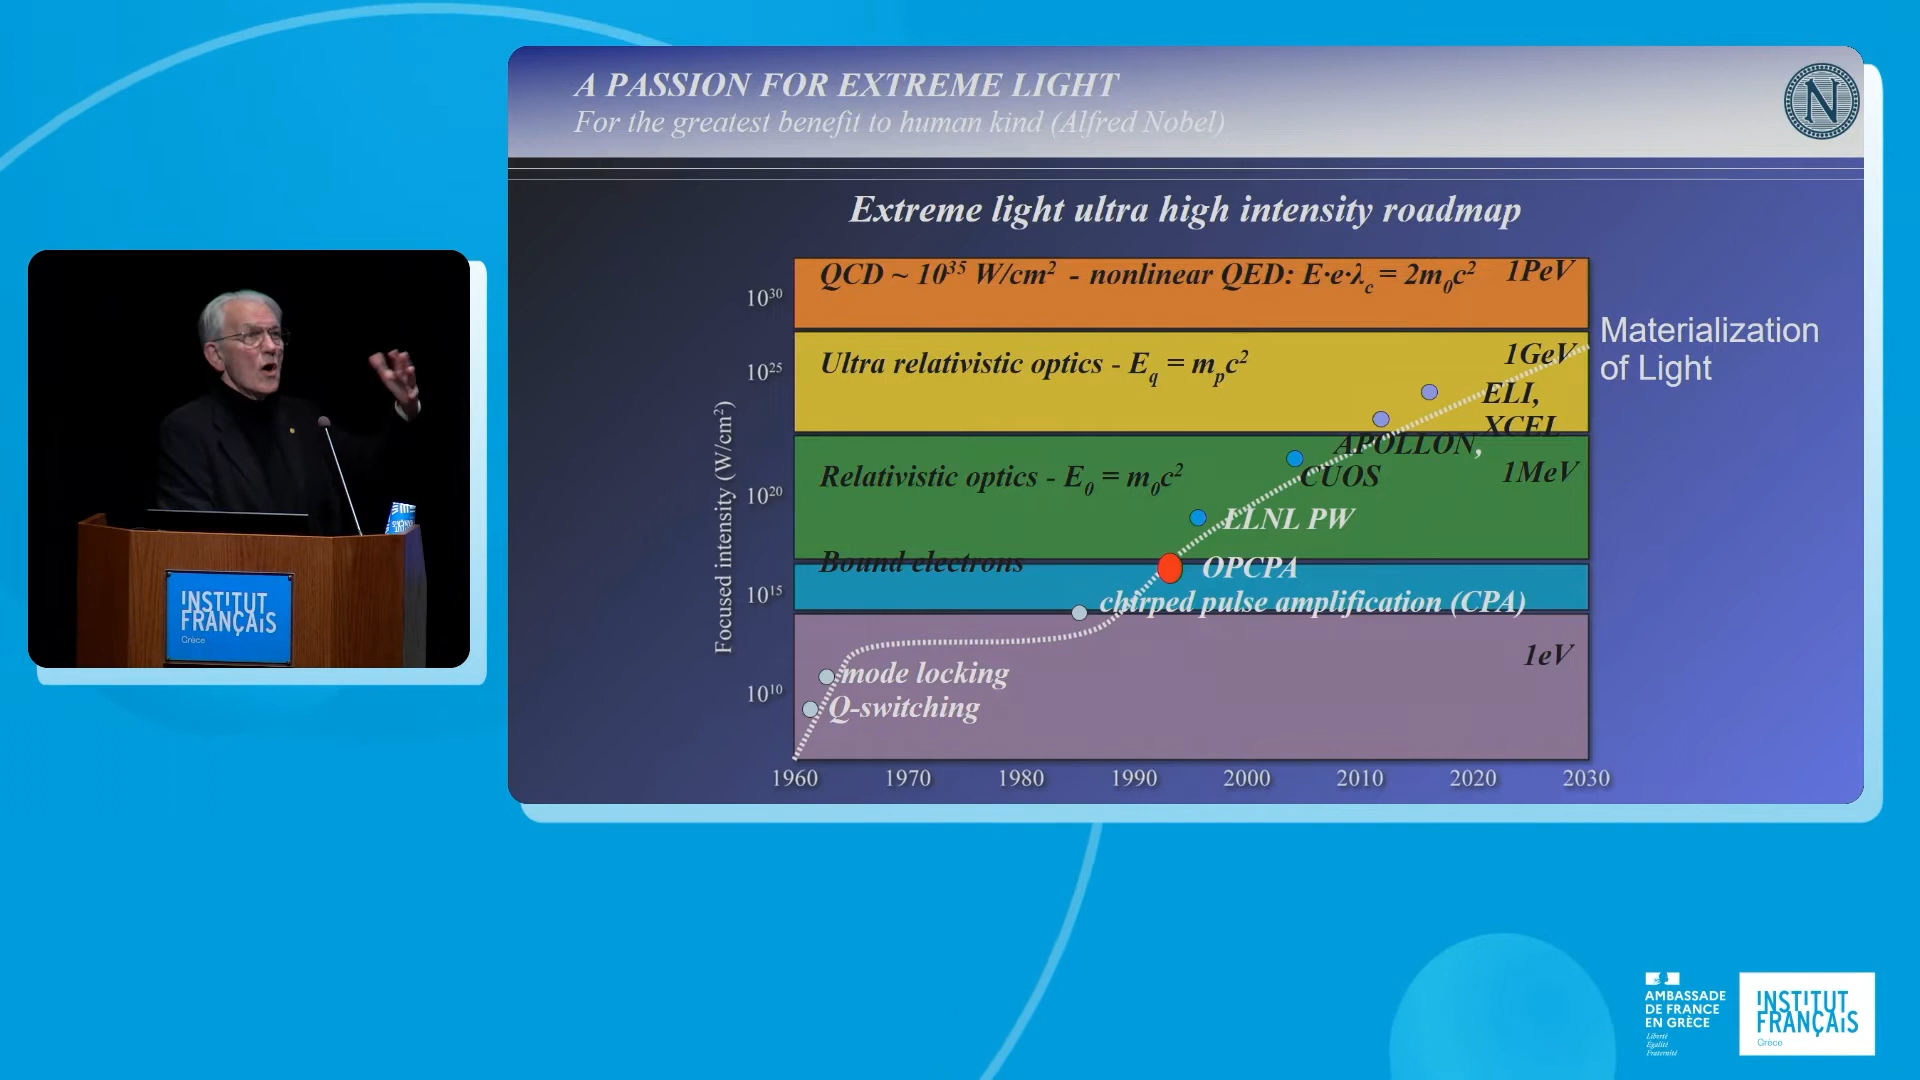 A PASSION FOR EXTREME LIGHT
For the greatest benefit to human kind (Alfred Nobel)
N
Extreme light ultra high intensity roadmap
QCD ~ 10³⁵ W/cm² - nonlinear QED: E·e·λc = 2m₀c² 1PeV
10³⁰
Materialization
of Light
Ultra relativistic optics - Eq = mpc² 1GeV
10²⁵
ELI,
XCEL
APOLLON,
Relativistic optics - E₀ = m₀c² CUOS 1MeV
10²⁰
LLNL PW
Bound electrons OPCPA
10¹⁵
chirped pulse amplification (CPA)
1eV
mode locking
10¹⁰
Q-switching
Focused intensity (W/cm²)
1960 1970 1980 1990 2000 2010 2020 2030
INSTITUT
FRANÇAIS
Grèce
AMBASSADE
DE FRANCE
EN GRÈCE
Liberté
Égalité
Fraternité
INSTITUT
FRANÇAIS
Grèce